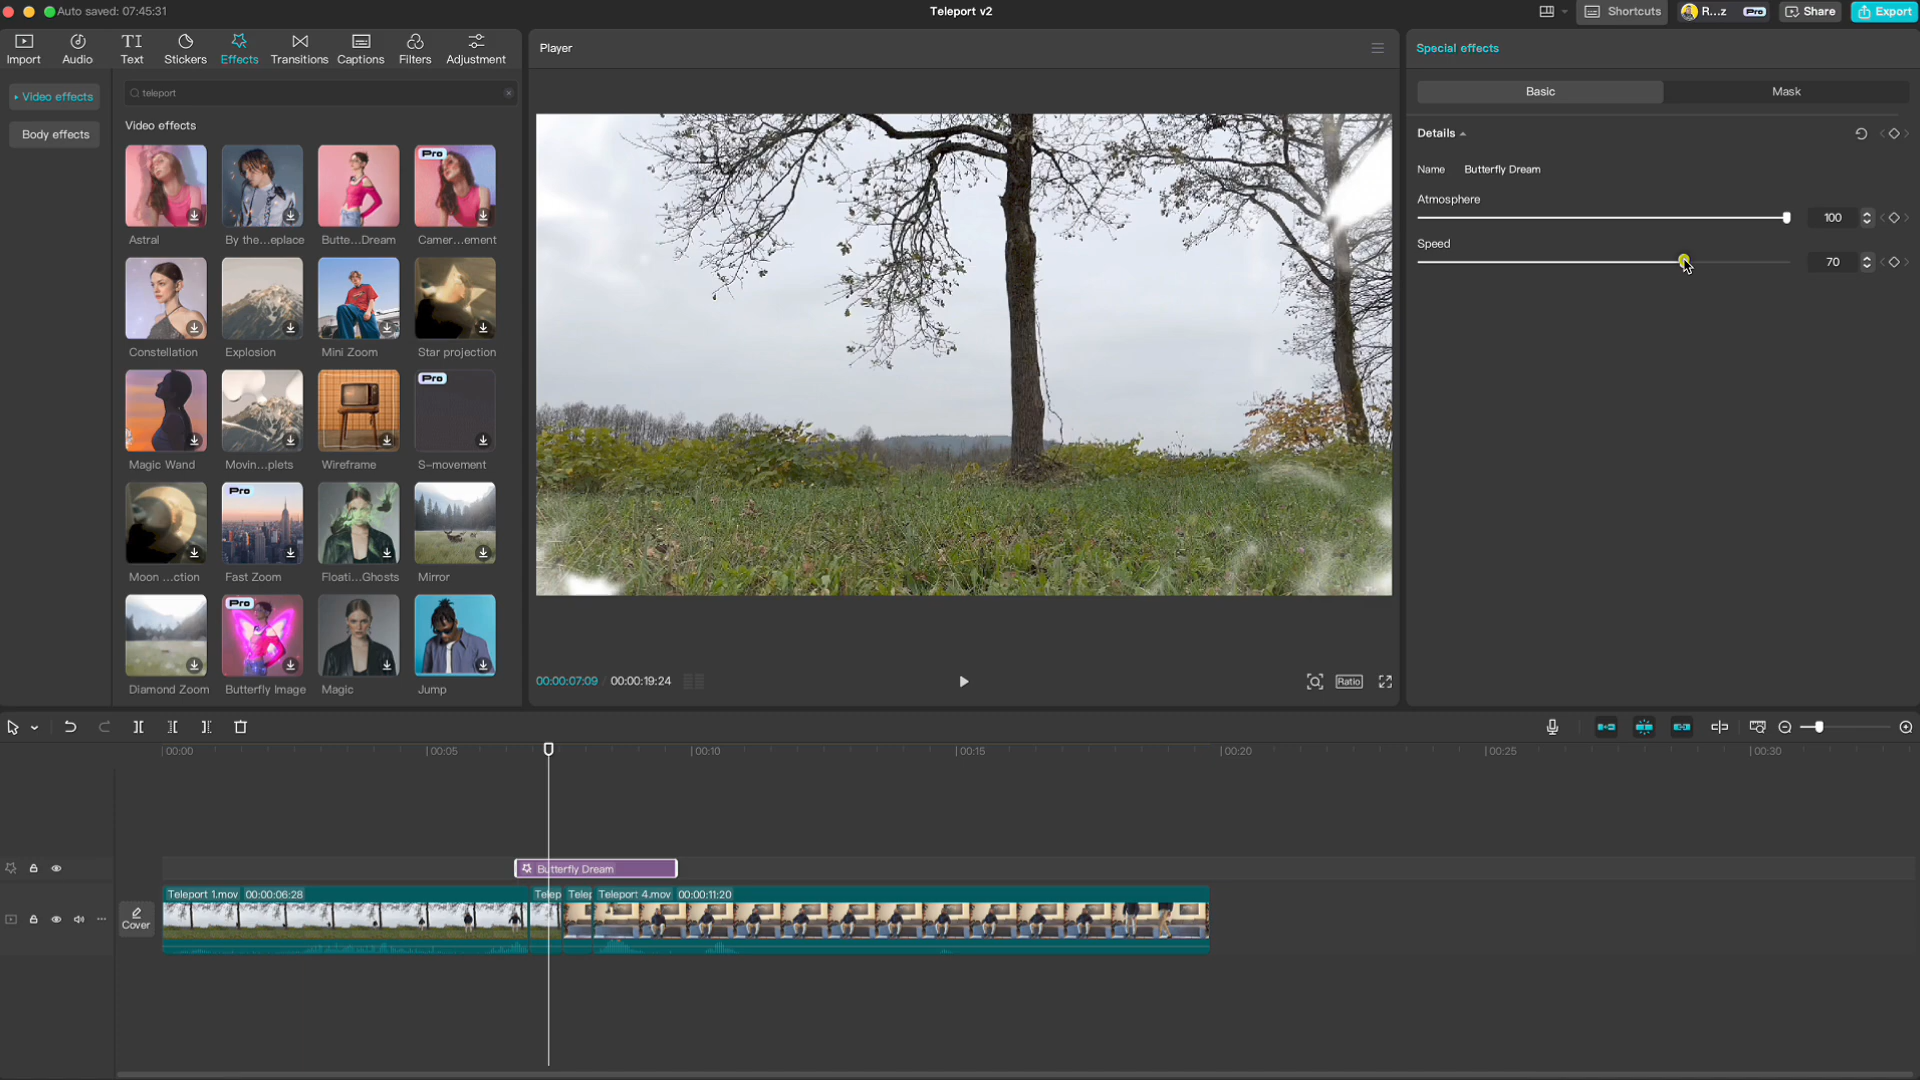 Auto saved: 07:45:31
Teleport v2
Shortcuts
R...z
Pro
Share
Export
Import
Audio
TI
Text
Stickers
Effects
Transitions
Captions
Filters
Adjustment
Player
Special effects
Video effects
Body effects
teleport
Video effects
Basic
Mask
Details
Name Butterfly Dream
Atmosphere
100
Speed
70
Pro
Astral
By the...eplace
Butte...Dream
Camer...ement
Constellation
Explosion
Mini Zoom
Star projection
Pro
Magic Wand
Movin...plets
Wireframe
S-movement
Pro
Moon ...ction
Fast Zoom
Floati...Ghosts
Mirror
Pro
Diamond Zoom
Butterfly Image
Magic
Jump
00:00:07:09 / 00:00:19:24
Ratio
00:00
00:05
00:10
00:15
00:20
00:25
00:30
Butterfly Dream
Cover
Teleport 1.mov 00:00:06:28
Telep
Telep
Teleport 4.mov 00:00:11:20